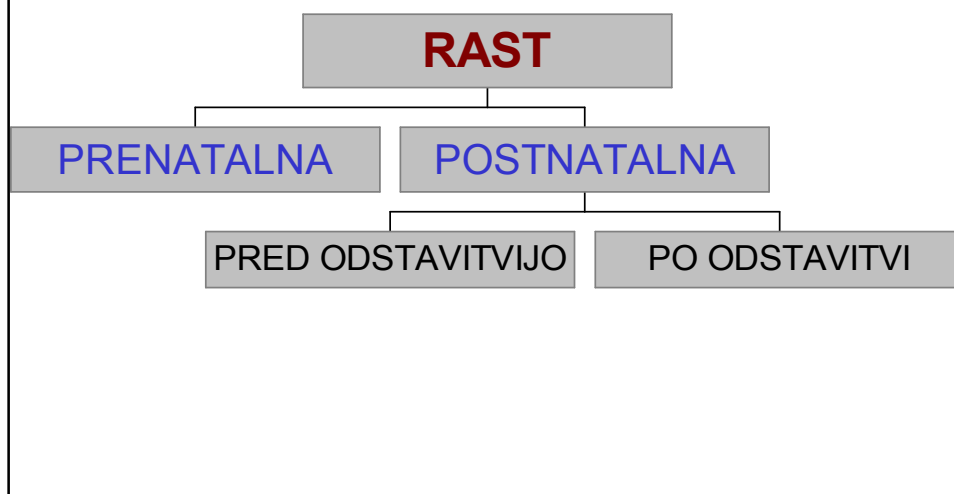 RAST
PRENATALNA
POSTNATALNA
PRED ODSTAVITVIJO
PO ODSTAVITVI